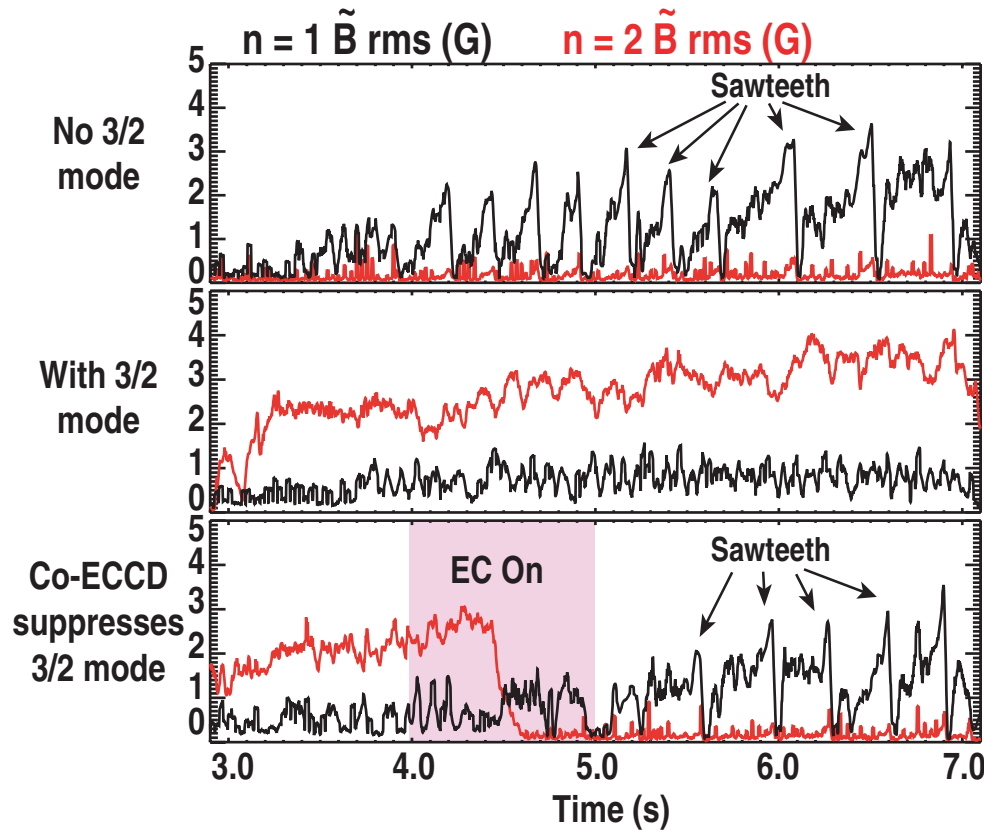 n = 1 B̃ rms (G) n = 2 B̃ rms (G)
5
4
3
2
1
0
No 3/2
mode
Sawteeth
5
4
3
2
1
0
With 3/2
mode
5
4
3
2
1
0
Co-ECCD
suppresses
3/2 mode
EC On
Sawteeth
3.0 4.0 5.0 6.0 7.0
Time (s)